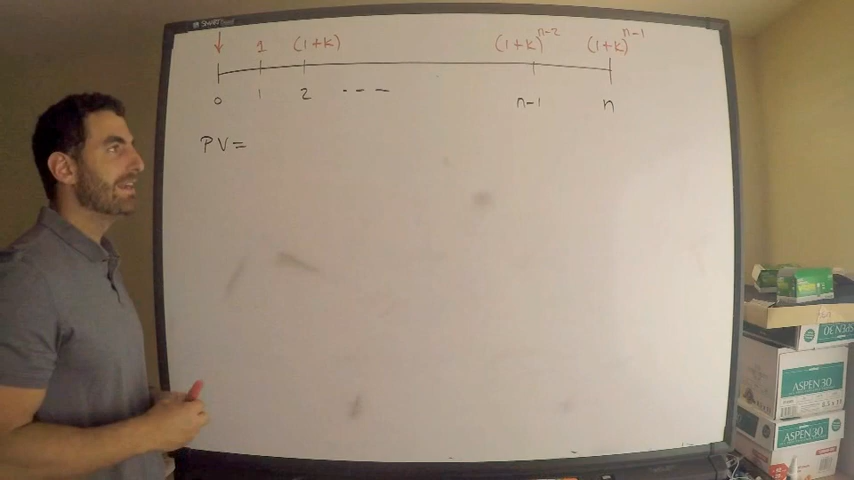 SMART Board
1 (1+k) (1+k)^n-2 (1+k)^n-1
0 1 2 --- n-1 n
PV=
ASPEN 30
ASPEN 30